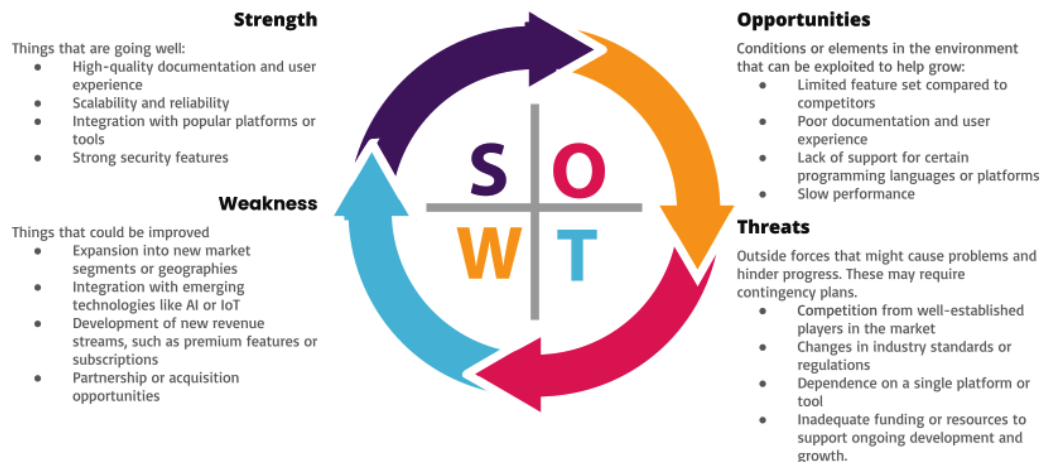 Strength
Things that are going well:
● High-quality documentation and user
experience
● Scalability and reliability
● Integration with popular platforms or
tools
● Strong security features
Weakness
Things that could be improved
● Expansion into new market
segments or geographies
● Integration with emerging
technologies like AI or IoT
● Development of new revenue
streams, such as premium features or
subscriptions
● Partnership or acquisition
opportunities
S O
W T
Opportunities
Conditions or elements in the environment
that can be exploited to help grow:
● Limited feature set compared to
competitors
● Poor documentation and user
experience
● Lack of support for certain
programming languages or platforms
● Slow performance
Threats
Outside forces that might cause problems and
hinder progress. These may require
contingency plans.
● Competition from well-established
players in the market
● Changes in industry standards or
regulations
● Dependence on a single platform or
tool
● Inadequate funding or resources to
support ongoing development and
growth.